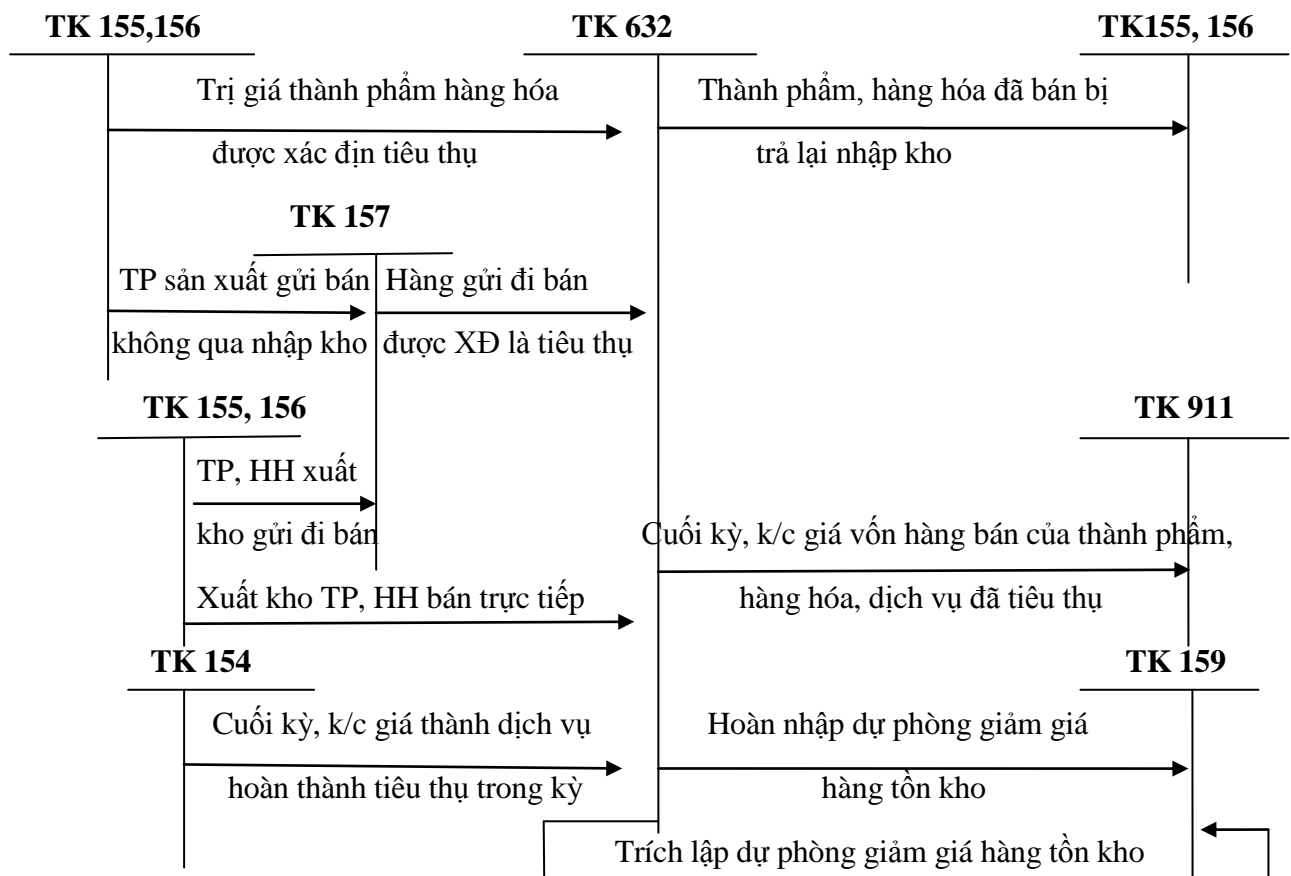 TK 155,156
TK 632
TK155, 156
Trị giá thành phẩm hàng hóa
được xác địn tiêu thụ
Thành phẩm, hàng hóa đã bán bị
trả lại nhập kho
TK 157
TP sản xuất gửi bán
không qua nhập kho
Hàng gửi đi bán
được XĐ là tiêu thụ
TK 155, 156
TK 911
TP, HH xuất
kho gửi đi bán
Cuối kỳ, k/c giá vốn hàng bán của thành phẩm,
hàng hóa, dịch vụ đã tiêu thụ
Xuất kho TP, HH bán trực tiếp
TK 154
TK 159
Cuối kỳ, k/c giá thành dịch vụ
hoàn thành tiêu thụ trong kỳ
Hoàn nhập dự phòng giảm giá
hàng tồn kho
Trích lập dự phòng giảm giá hàng tồn kho